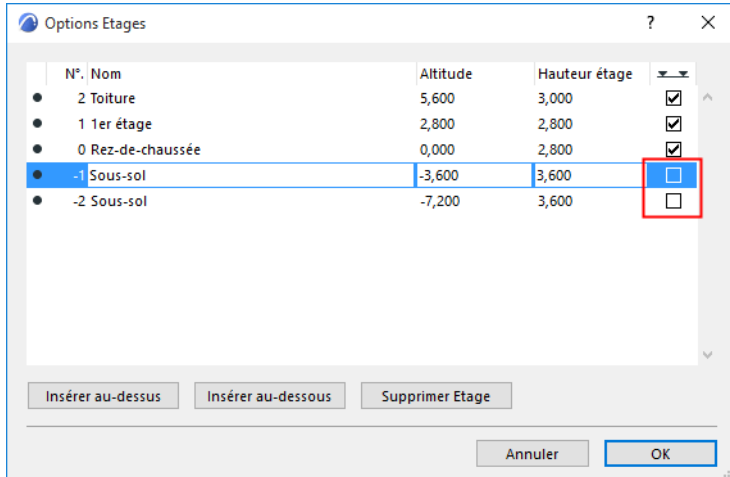 Options Etages ?
N°. Nom Altitude Hauteur étage
2 Toiture 5,600 3,000
1 1er étage 2,800 2,800
0 Rez-de-chaussée 0,000 2,800
-1 Sous-sol -3,600 3,600
-2 Sous-sol -7,200 3,600
Insérer au-dessus Insérer au-dessous Supprimer Etage
Annuler OK